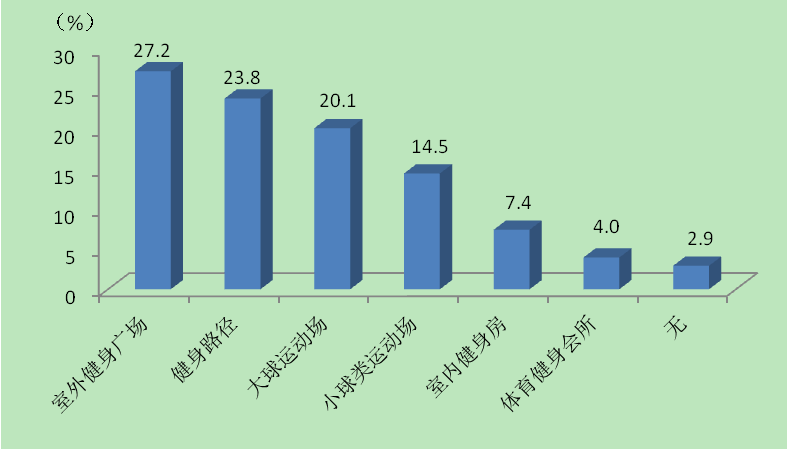 （%）
30
25
20
15
10
5
0
27.2
23.8
20.1
14.5
7.4
4.0
2.9
室外健身广场
健身路径
大球运动场
小球类运动场
室内健身房
体育健身会所
无